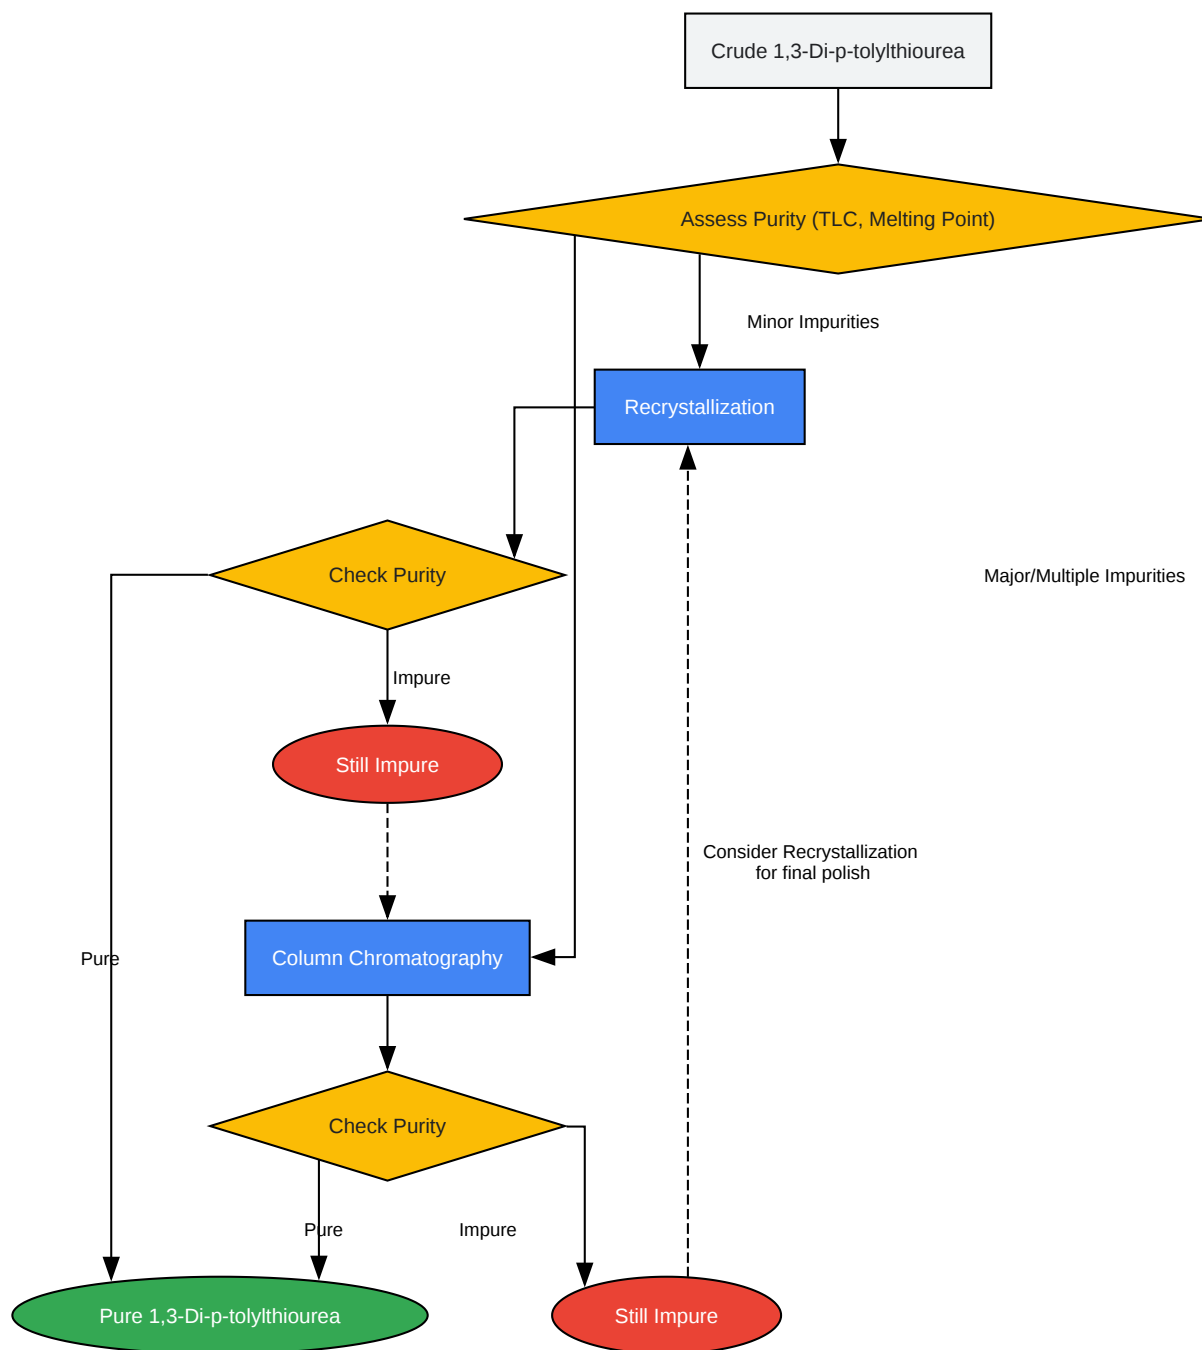 Crude 1,3-Di-p-tolylthiourea
Assess Purity (TLC, Melting Point)
Minor Impurities
Recrystallization
Check Purity
Major/Multiple Impurities
Impure
Still Impure
Consider Recrystallization
for final polish
Column Chromatography
Pure
Check Purity
Pure
Impure
Pure 1,3-Di-p-tolylthiourea
Still Impure